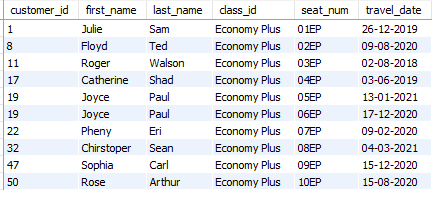 customer_id first_name last_name class_id seat_num travel_date
1 Julie Sam Economy Plus 01EP 26-12-2019
8 Floyd Ted Economy Plus 02EP 09-08-2020
11 Roger Walson Economy Plus 03EP 02-08-2018
17 Catherine Shad Economy Plus 04EP 03-06-2019
19 Joyce Paul Economy Plus 05EP 13-01-2021
19 Joyce Paul Economy Plus 06EP 17-12-2020
22 Pheny Eri Economy Plus 07EP 09-02-2020
32 Chirstoper Sean Economy Plus 08EP 04-03-2021
47 Sophia Carl Economy Plus 09EP 15-12-2020
50 Rose Arthur Economy Plus 10EP 15-08-2020